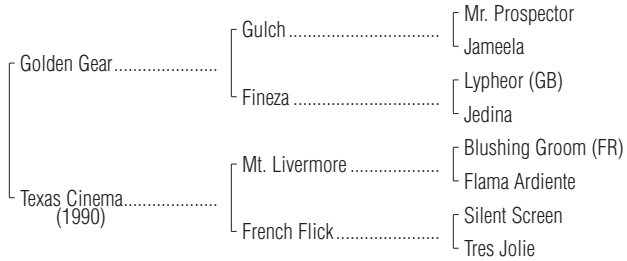 Mr. Prospector
Gulch
Jameela
Golden Gear
Lypheor (GB)
Fineza
Jedina
Blushing Groom (FR)
Mt. Livermore
Flama Ardiente
Texas Cinema
(1990)
Silent Screen
French Flick
Tres Jolie